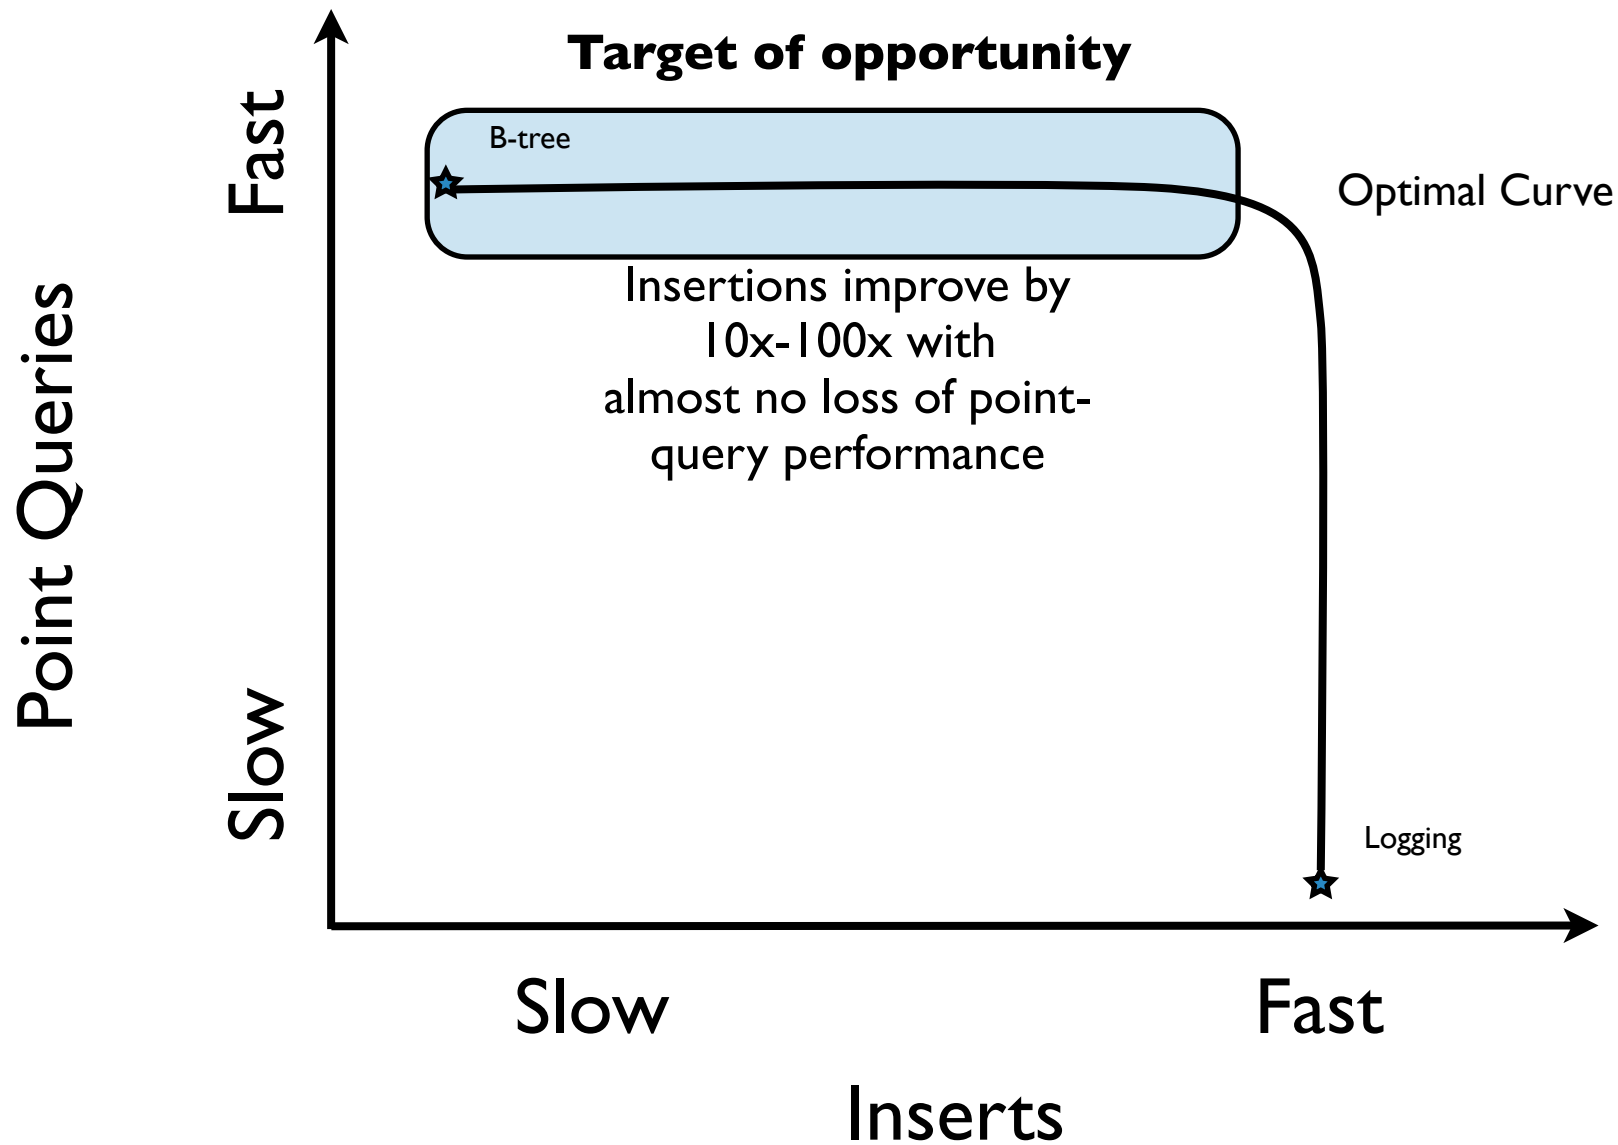 Target of opportunity
Fast
B-tree
Optimal Curve
Insertions improve by
10x-100x with
almost no loss of point-
query performance
Point Queries
Slow
Logging
Slow
Fast
Inserts